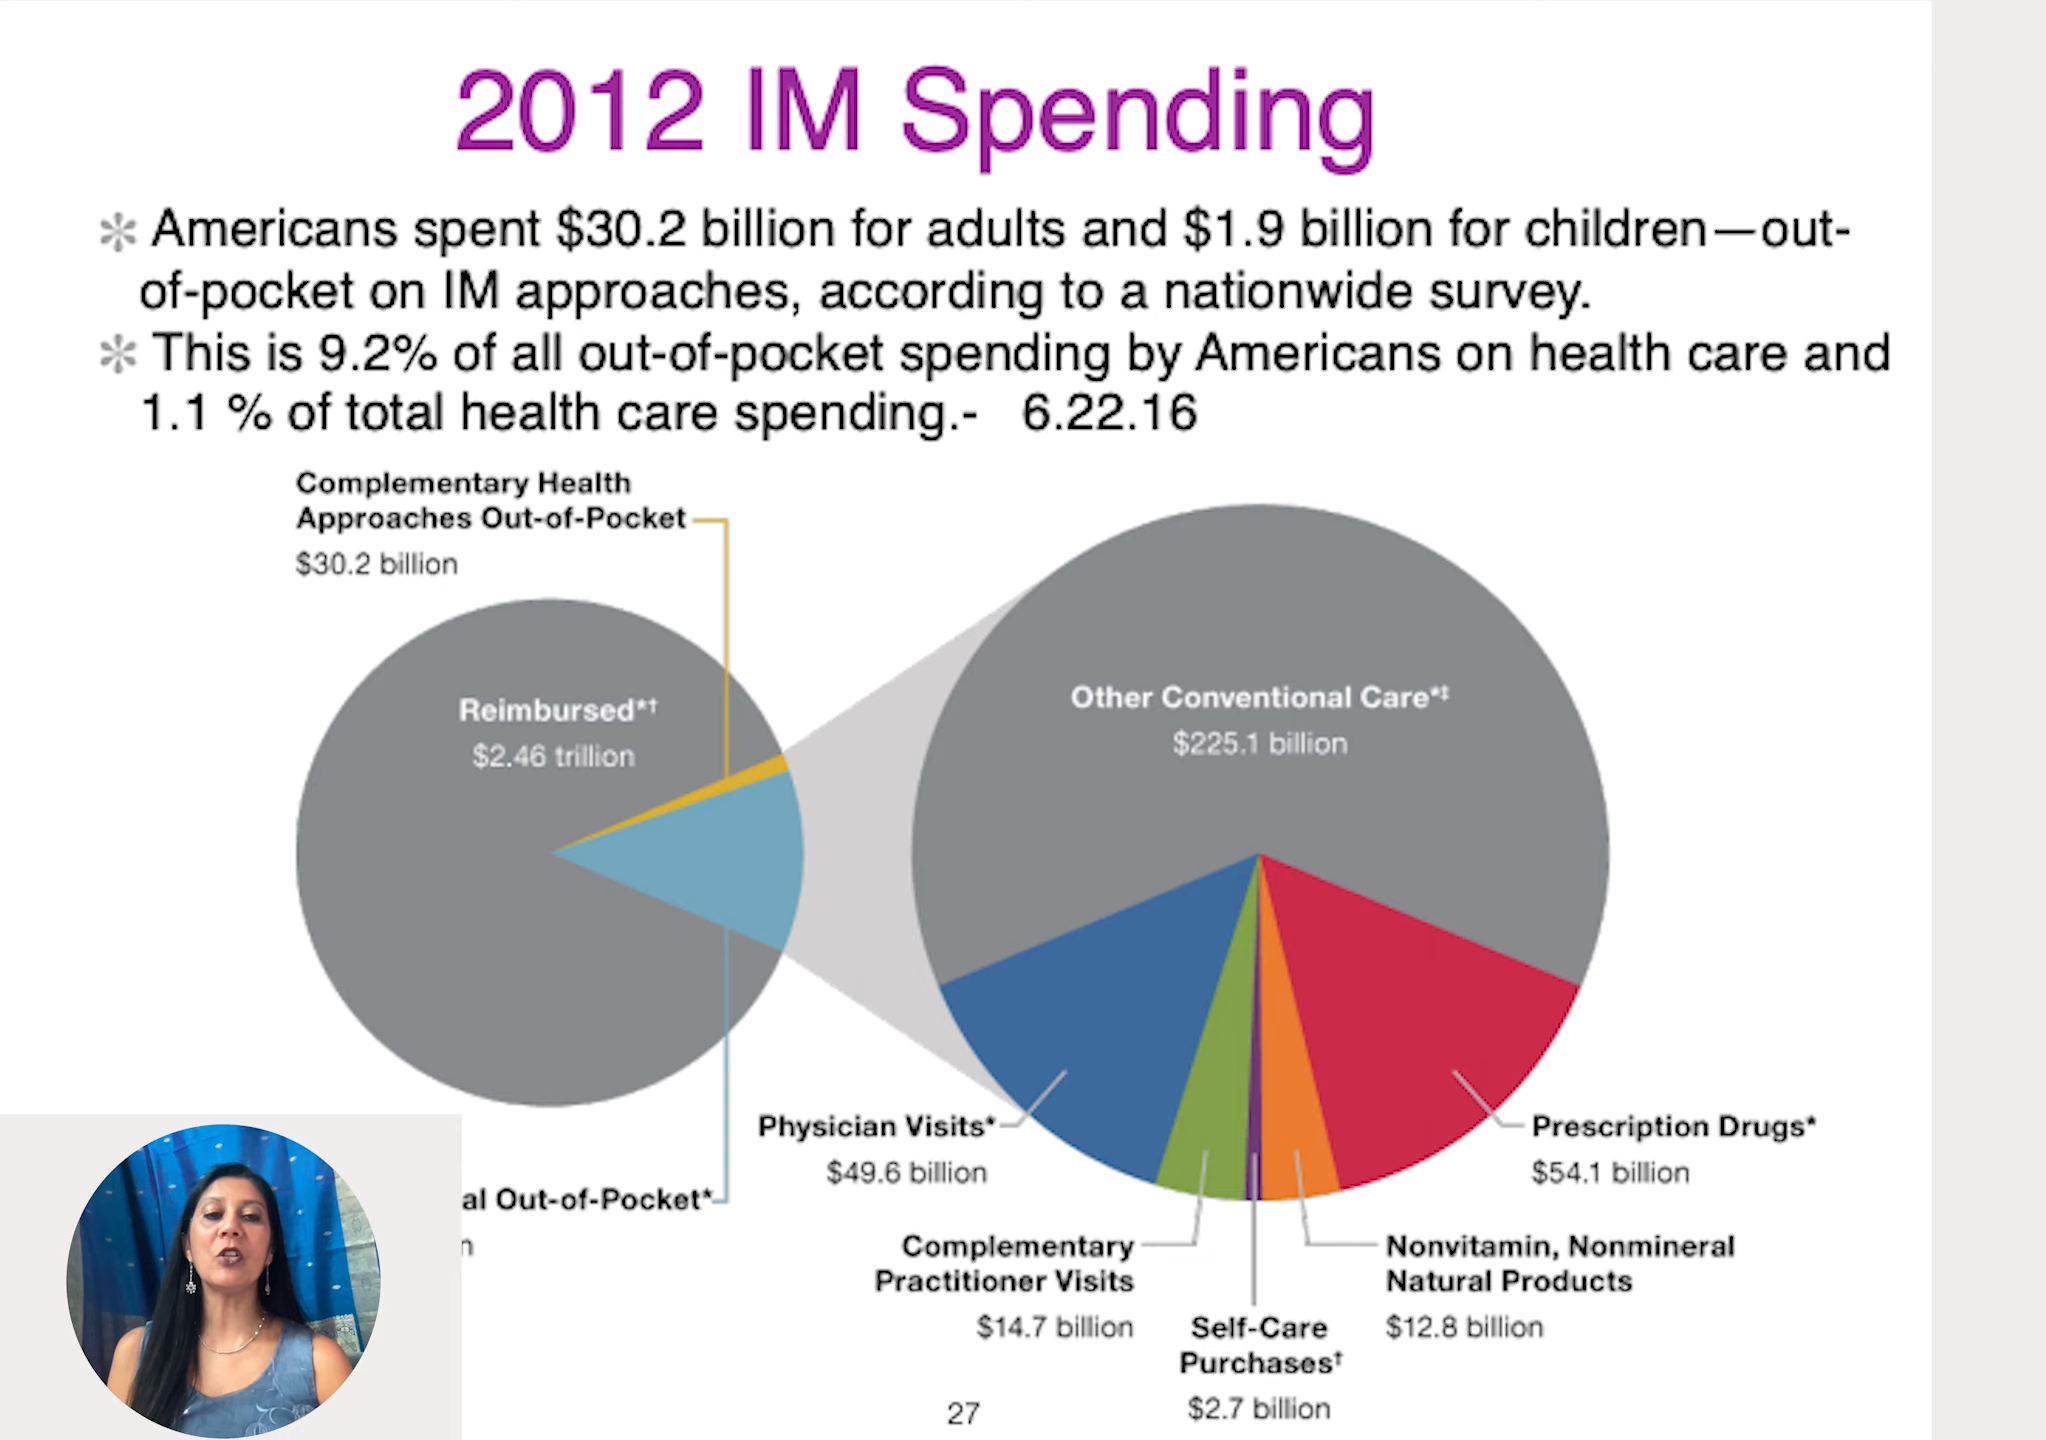 2012 IM Spending
✼ Americans spent $30.2 billion for adults and $1.9 billion for children—out-
of-pocket on IM approaches, according to a nationwide survey.
✼ This is 9.2% of all out-of-pocket spending by Americans on health care and
1.1 % of total health care spending.- 6.22.16
Complementary Health
Approaches Out-of-Pocket
$30.2 billion
Reimbursed*†
$2.46 trillion
al Out-of-Pocket*
n
Other Conventional Care*‡
$225.1 billion
Physician Visits*
$49.6 billion
Prescription Drugs*
$54.1 billion
Complementary
Practitioner Visits
$14.7 billion
Self-Care
Purchases†
$2.7 billion
Nonvitamin, Nonmineral
Natural Products
$12.8 billion
27